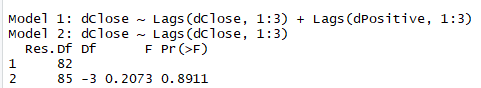 Model 1: dClose ~ Lags(dClose, 1:3) + Lags(dPositive, 1:3)
Model 2: dClose ~ Lags(dClose, 1:3)
  Res.Df Df      F Pr(>F)
1     82
2     85 -3 0.2073 0.8911